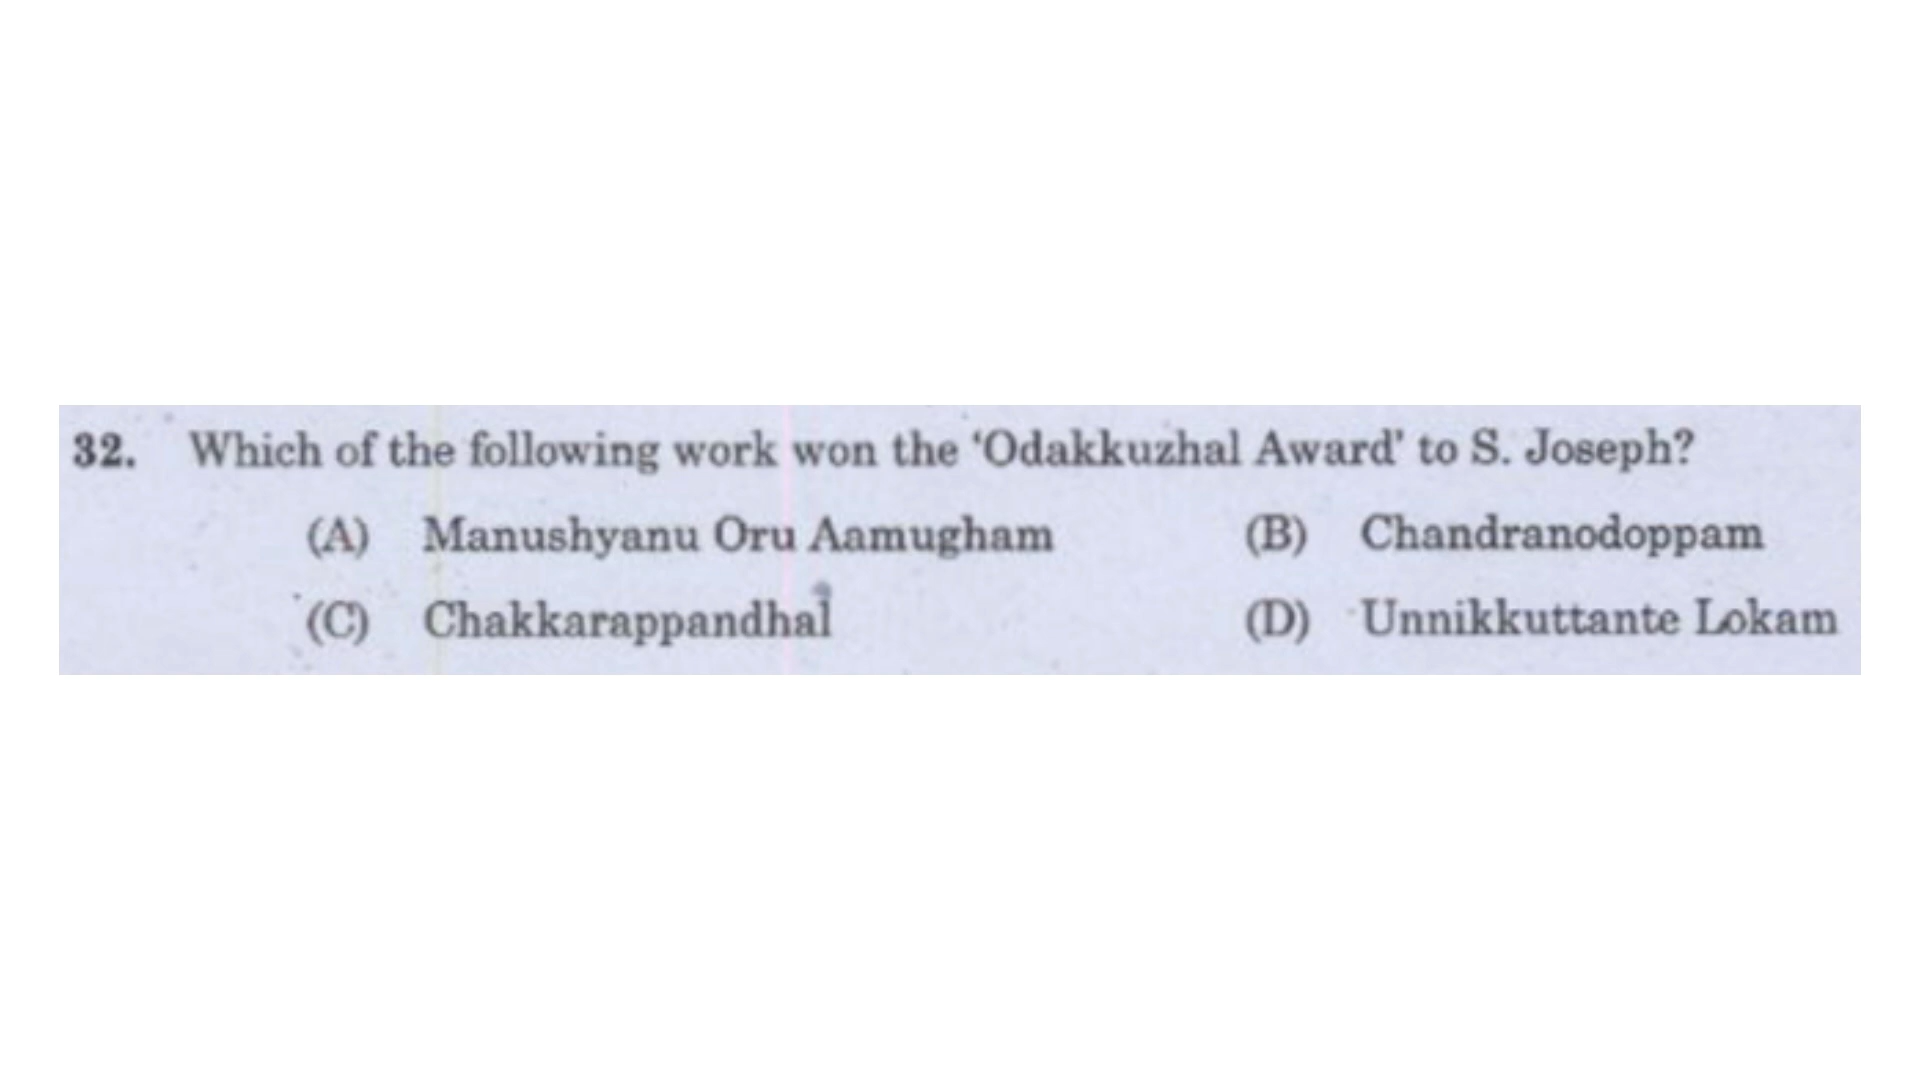 32. Which of the following work won the ‘Odakkuzhal Award’ to S. Joseph?
(A) Manushyanu Oru Aamugham (B) Chandranodoppam
(C) Chakkarappandhal (D) Unnikkuttante Lokam